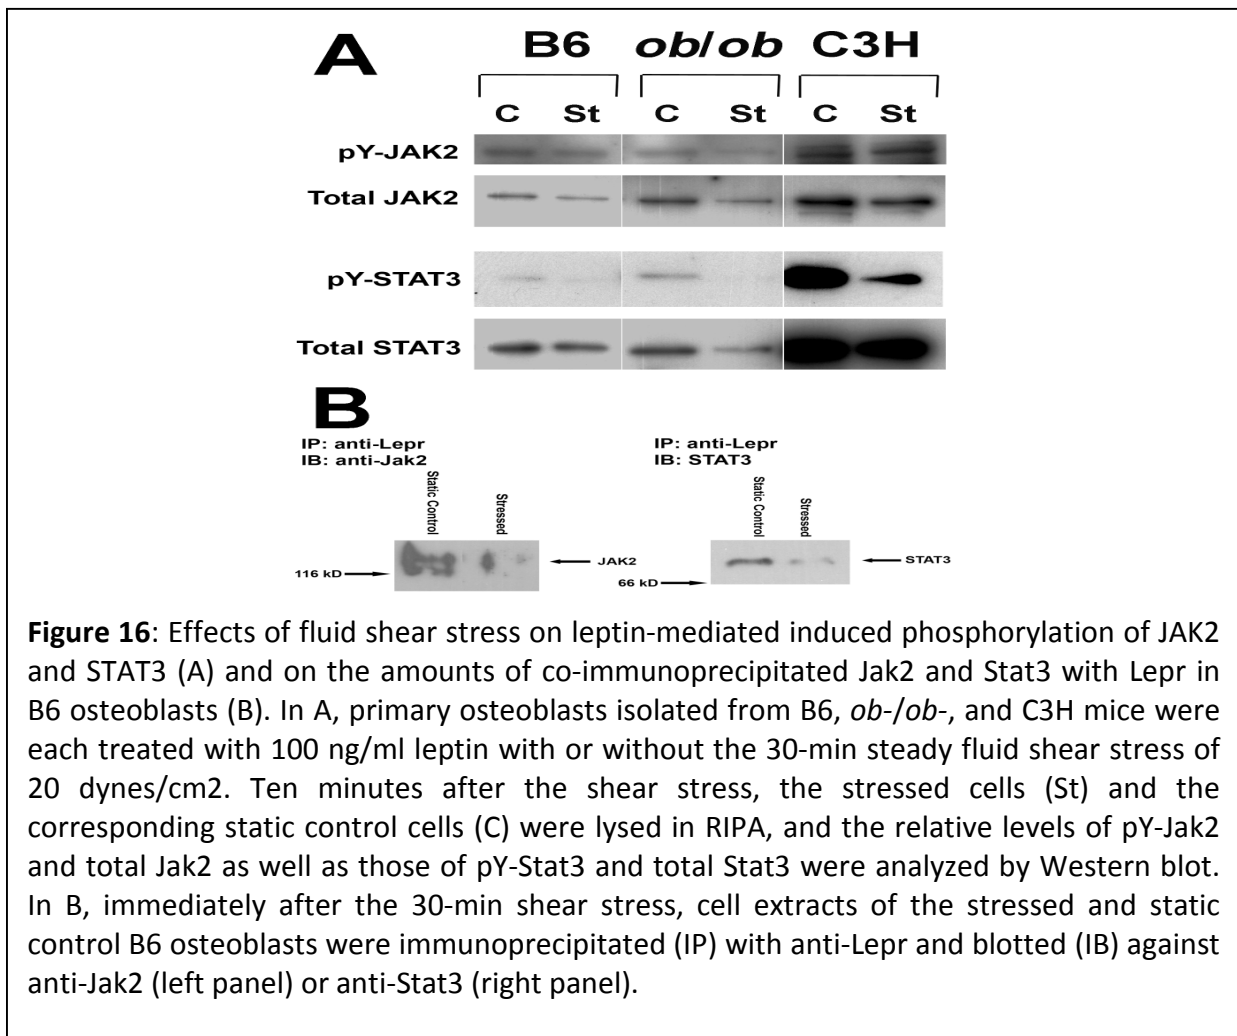 A
B6 ob/ob C3H
C St C St C St
pY-JAK2
Total JAK2
pY-STAT3
Total STAT3
B
IP: anti-Lepr
IB: anti-Jak2
Static Control
Stressed
116 kD
JAK2
IP: anti-Lepr
IB: STAT3
Static Control
Stressed
66 kD
STAT3
Figure 16: Effects of fluid shear stress on leptin-mediated induced phosphorylation of JAK2
and STAT3 (A) and on the amounts of co-immunoprecipitated Jak2 and Stat3 with Lepr in
B6 osteoblasts (B). In A, primary osteoblasts isolated from B6, ob-/ob-, and C3H mice were
each treated with 100 ng/ml leptin with or without the 30-min steady fluid shear stress of
20 dynes/cm2. Ten minutes after the shear stress, the stressed cells (St) and the
corresponding static control cells (C) were lysed in RIPA, and the relative levels of pY-Jak2
and total Jak2 as well as those of pY-Stat3 and total Stat3 were analyzed by Western blot.
In B, immediately after the 30-min shear stress, cell extracts of the stressed and static
control B6 osteoblasts were immunoprecipitated (IP) with anti-Lepr and blotted (IB) against
anti-Jak2 (left panel) or anti-Stat3 (right panel).